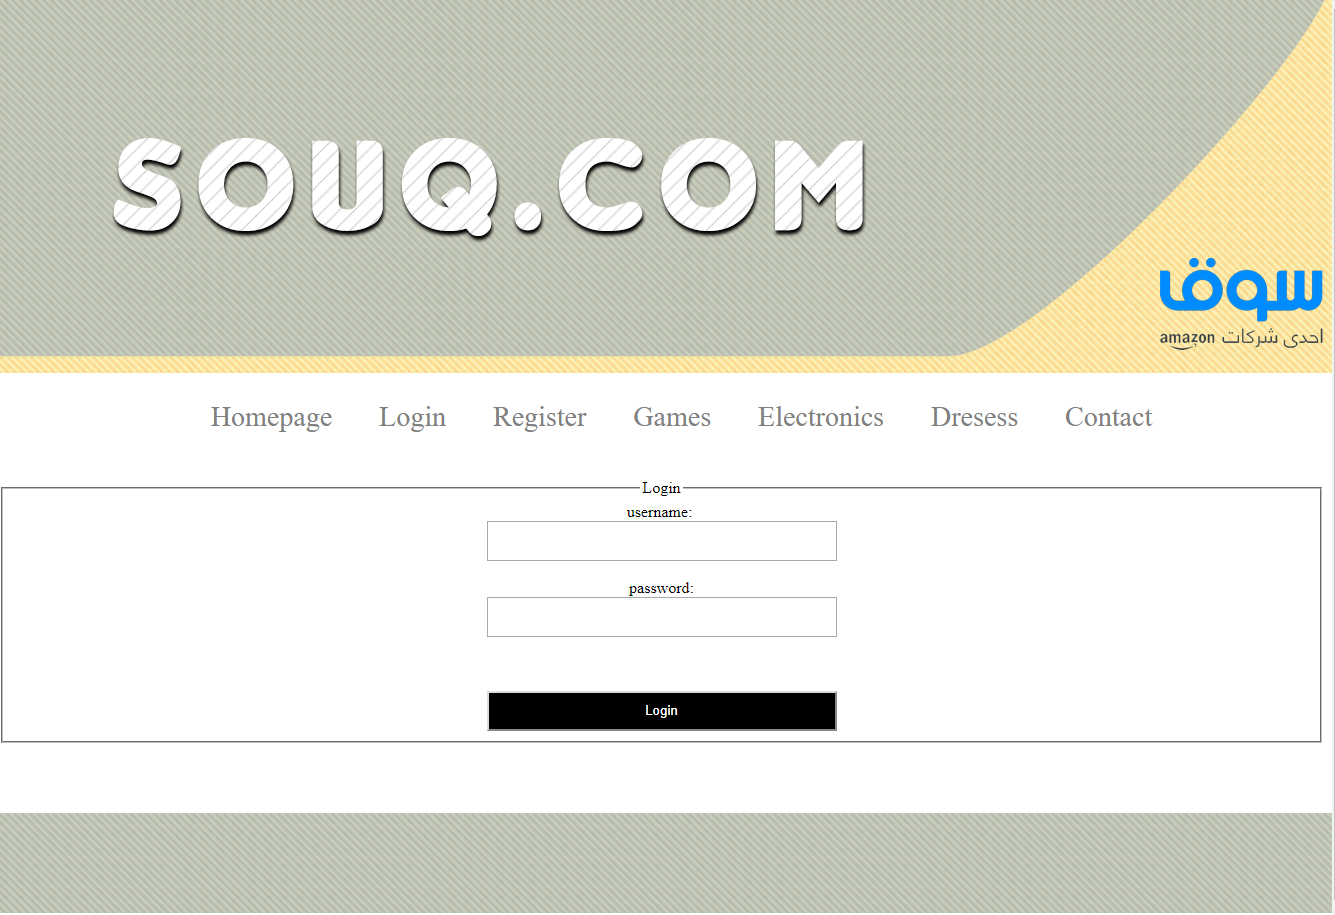 SOUQ.COM
سوق
احدى شركات amazon
Homepage Login Register Games Electronics Dresess Contact
Login
username:
password:
Login